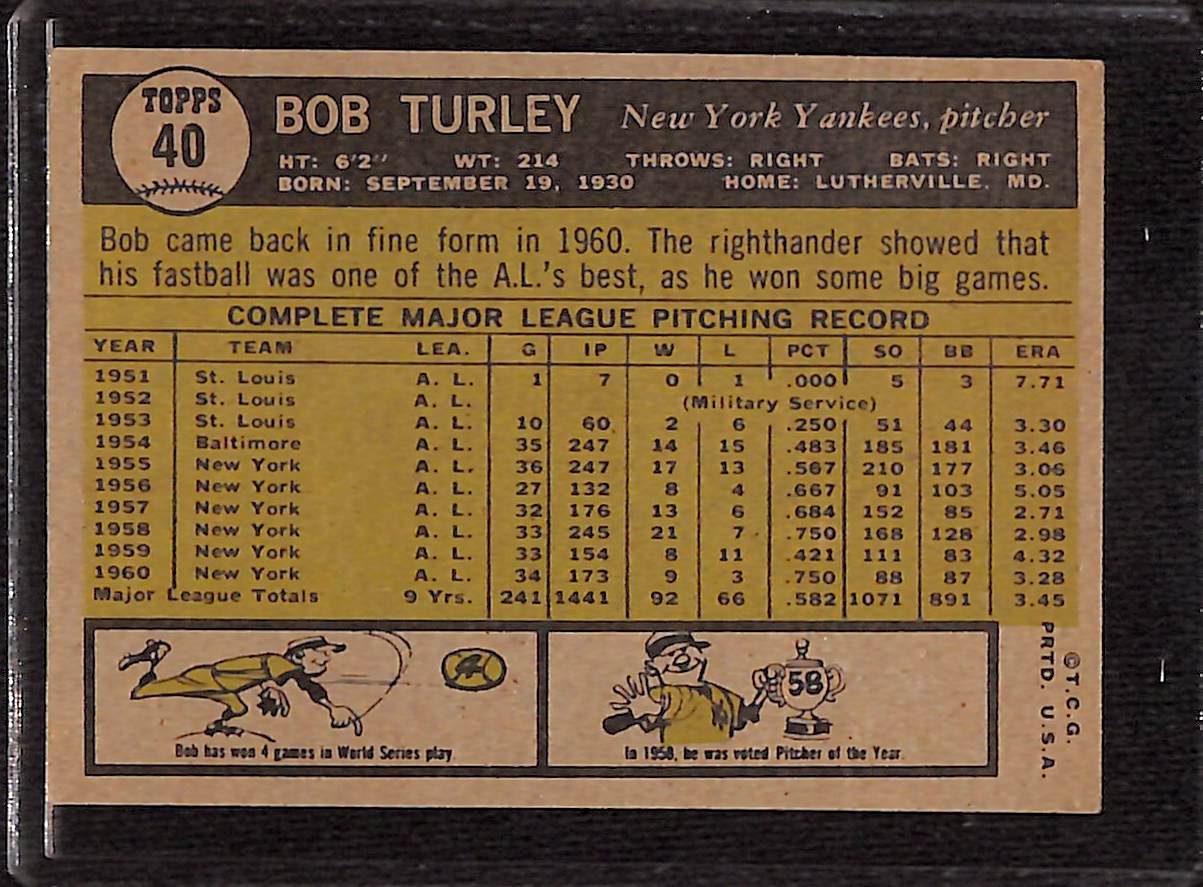 TOPPS
40
BOB TURLEY New York Yankees, pitcher
HT: 6'2" WT: 214 THROWS: RIGHT BATS: RIGHT
BORN: SEPTEMBER 19, 1930 HOME: LUTHERVILLE, MD.
Bob came back in fine form in 1960. The righthander showed that
his fastball was one of the A.L.'s best, as he won some big games.
COMPLETE MAJOR LEAGUE PITCHING RECORD
YEAR TEAM LEA. G IP W L PCT SO BB ERA
1951 St. Louis A. L. 1 7 0 1 .000 5 3 7.71
1952 St. Louis A. L. (Military Service)
1953 St. Louis A. L. 10 60 2 6 .250 51 44 3.30
1954 Baltimore A. L. 35 247 14 15 .483 185 181 3.46
1955 New York A. L. 36 247 17 13 .567 210 177 3.06
1956 New York A. L. 27 132 8 4 .667 91 103 5.05
1957 New York A. L. 32 176 13 6 .684 152 85 2.71
1958 New York A. L. 33 245 21 7 .750 168 128 2.98
1959 New York A. L. 33 154 8 11 .421 111 83 4.32
1960 New York A. L. 34 173 9 3 .750 88 87 3.28
Major League Totals 9 Yrs. 241 1441 92 66 .582 1071 891 3.45
4
Bob has won 4 games in World Series play.
58
In 1958, he was voted Pitcher of the Year.
©T.C.G.
PRTD. U.S.A.